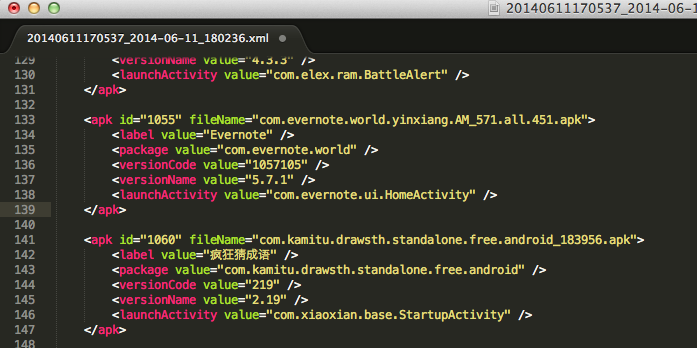 20140611170537_2014-06-1
20140611170537_2014-06-11_180236.xml
129 <versionName value="4.3.3" />
130 <launchActivity value="com.elex.ram.BattleAlert" />
131 </apk>
132
133 <apk id="1055" fileName="com.evernote.world.yinxiang.AM_571.all.451.apk">
134 <label value="Evernote" />
135 <package value="com.evernote.world" />
136 <versionCode value="1057105" />
137 <versionName value="5.7.1" />
138 <launchActivity value="com.evernote.ui.HomeActivity" />
139 </apk>
140
141 <apk id="1060" fileName="com.kamitu.drawsth.standalone.free.android_183956.apk">
142 <label value="疯狂猜成语" />
143 <package value="com.kamitu.drawsth.standalone.free.android" />
144 <versionCode value="219" />
145 <versionName value="2.19" />
146 <launchActivity value="com.xiaoxian.base.StartupActivity" />
147 </apk>
148